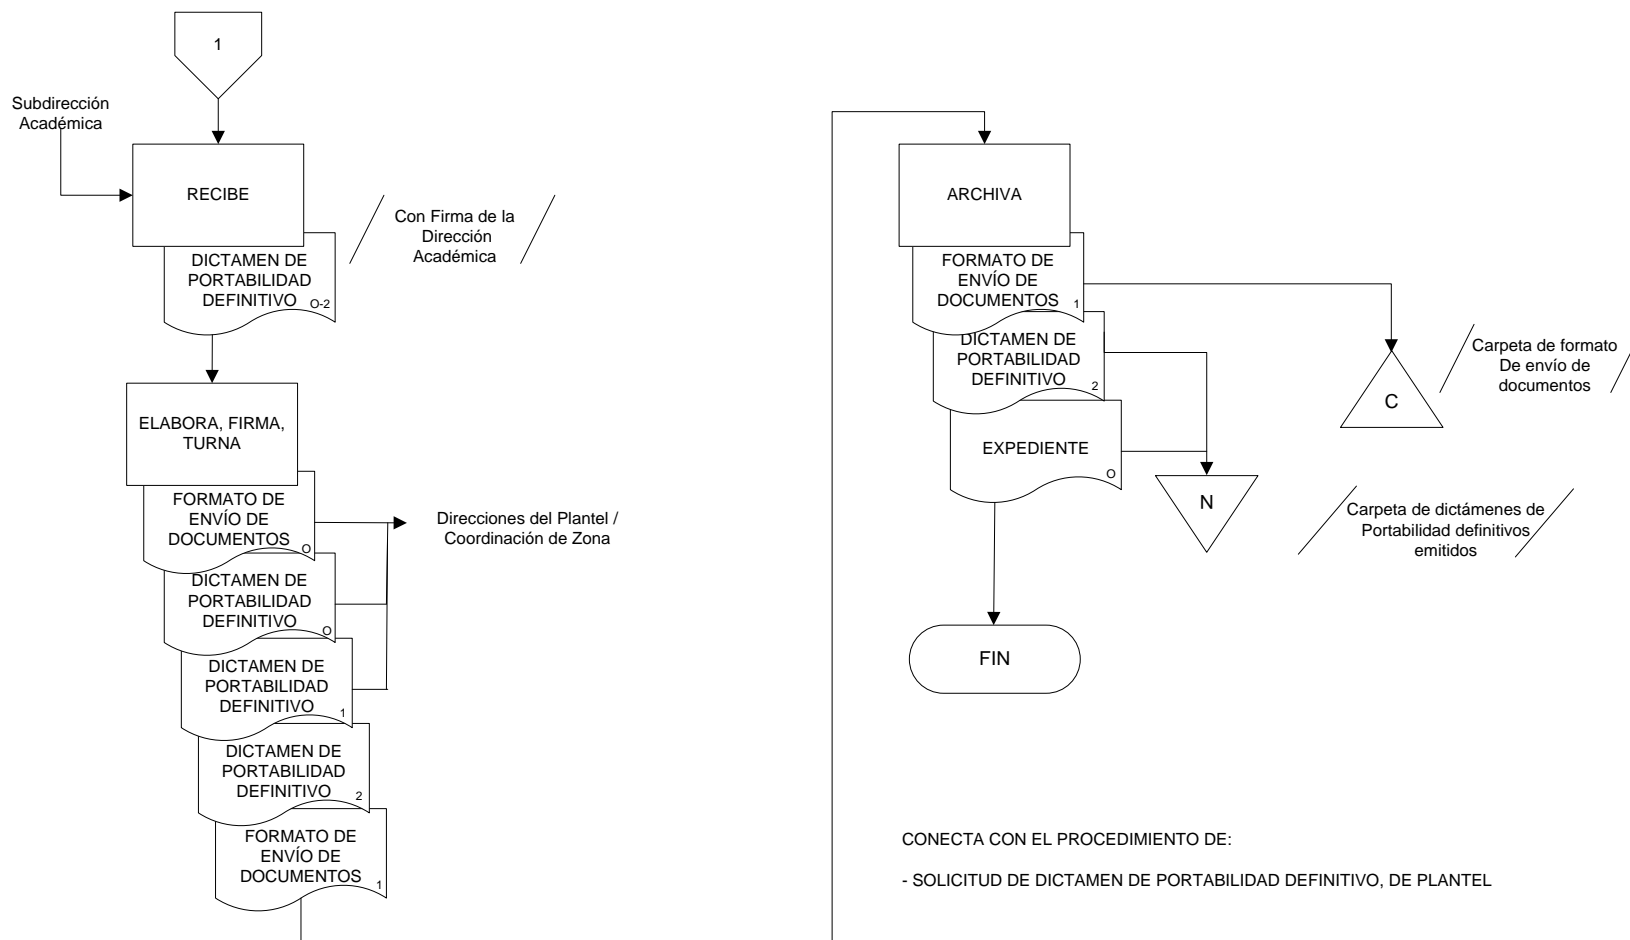 1
Subdirección
Académica
RECIBE
Con Firma de la
Dirección
Académica
DICTAMEN DE
PORTABILIDAD
DEFINITIVO
O-2
ELABORA, FIRMA,
TURNA
FORMATO DE
ENVÍO DE
DOCUMENTOS
O
Direcciones del Plantel /
Coordinación de Zona
DICTAMEN DE
PORTABILIDAD
DEFINITIVO
O
DICTAMEN DE
PORTABILIDAD
DEFINITIVO
1
DICTAMEN DE
PORTABILIDAD
DEFINITIVO
2
FORMATO DE
ENVÍO DE
DOCUMENTOS
1
ARCHIVA
FORMATO DE
ENVÍO DE
DOCUMENTOS
1
DICTAMEN DE
PORTABILIDAD
DEFINITIVO
2
EXPEDIENTE
O
C
Carpeta de formato
De envío de
documentos
N
Carpeta de dictámenes de
Portabilidad definitivos
emitidos
FIN
CONECTA CON EL PROCEDIMIENTO DE:
- SOLICITUD DE DICTAMEN DE PORTABILIDAD DEFINITIVO, DE PLANTEL